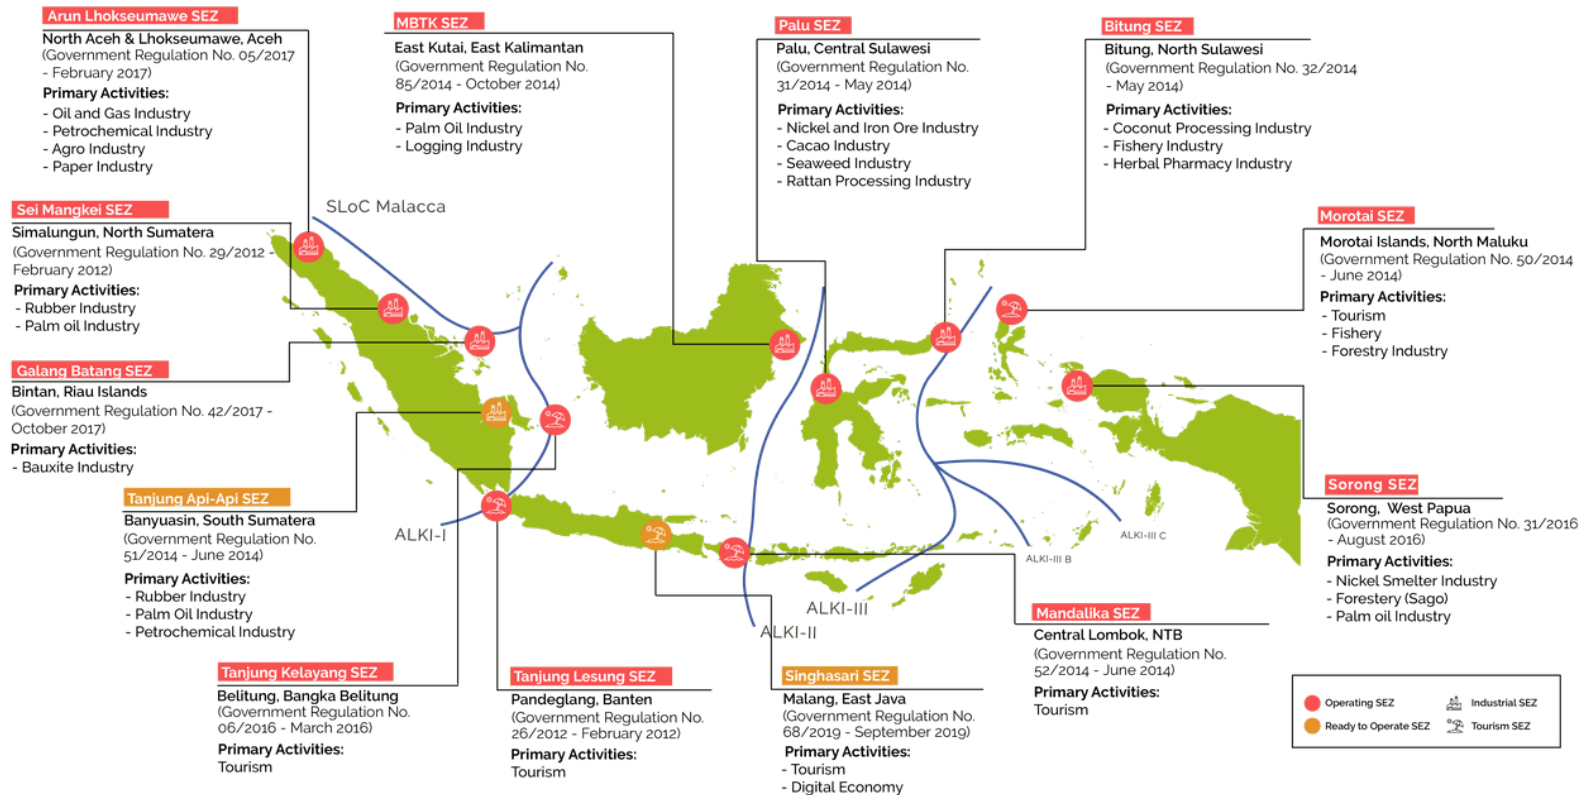 Arun Lhokseumawe SEZ
North Aceh & Lhokseumawe, Aceh
(Government Regulation No. 05/2017
- February 2017)
Primary Activities:
- Oil and Gas Industry
- Petrochemical Industry
- Agro Industry
- Paper Industry
MBTK SEZ
East Kutai, East Kalimantan
(Government Regulation No.
85/2014 - October 2014)
Primary Activities:
- Palm Oil Industry
- Logging Industry
Palu SEZ
Palu, Central Sulawesi
(Government Regulation No.
31/2014 - May 2014)
Primary Activities:
- Nickel and Iron Ore Industry
- Cacao Industry
- Seaweed Industry
- Rattan Processing Industry
Bitung SEZ
Bitung, North Sulawesi
(Government Regulation No. 32/2014
- May 2014)
Primary Activities:
- Coconut Processing Industry
- Fishery Industry
- Herbal Pharmacy Industry
Sei Mangkei SEZ
Simalungun, North Sumatera
(Government Regulation No. 29/2012 -
February 2012)
Primary Activities:
- Rubber Industry
- Palm oil Industry
SLoC Malacca
Morotai SEZ
Morotai Islands, North Maluku
(Government Regulation No. 50/2014
- June 2014)
Primary Activities:
- Tourism
- Fishery
- Forestry Industry
Galang Batang SEZ
Bintan, Riau Islands
(Government Regulation No. 42/2017 -
October 2017)
Primary Activities:
- Bauxite Industry
Tanjung Api-Api SEZ
Banyuasin, South Sumatera
(Government Regulation No.
51/2014 - June 2014)
Primary Activities:
- Rubber Industry
- Palm Oil Industry
- Petrochemical Industry
ALKI-I
ALKI-II
ALKI-III
ALKI-III B
ALKI-III C
Sorong SEZ
Sorong, West Papua
(Government Regulation No. 31/2016
- August 2016)
Primary Activities:
- Nickel Smelter Industry
- Forestery (Sago)
- Palm oil Industry
Tanjung Kelayang SEZ
Belitung, Bangka Belitung
(Government Regulation No.
06/2016 - March 2016)
Primary Activities:
Tourism
Tanjung Lesung SEZ
Pandeglang, Banten
(Government Regulation No.
26/2012 - February 2012)
Primary Activities:
Tourism
Singhasari SEZ
Malang, East Java
(Government Regulation No.
68/2019 - September 2019)
Primary Activities:
- Tourism
- Digital Economy
Mandalika SEZ
Central Lombok, NTB
(Government Regulation No.
52/2014 - June 2014)
Primary Activities:
Tourism
Operating SEZ
Industrial SEZ
Ready to Operate SEZ
Tourism SEZ